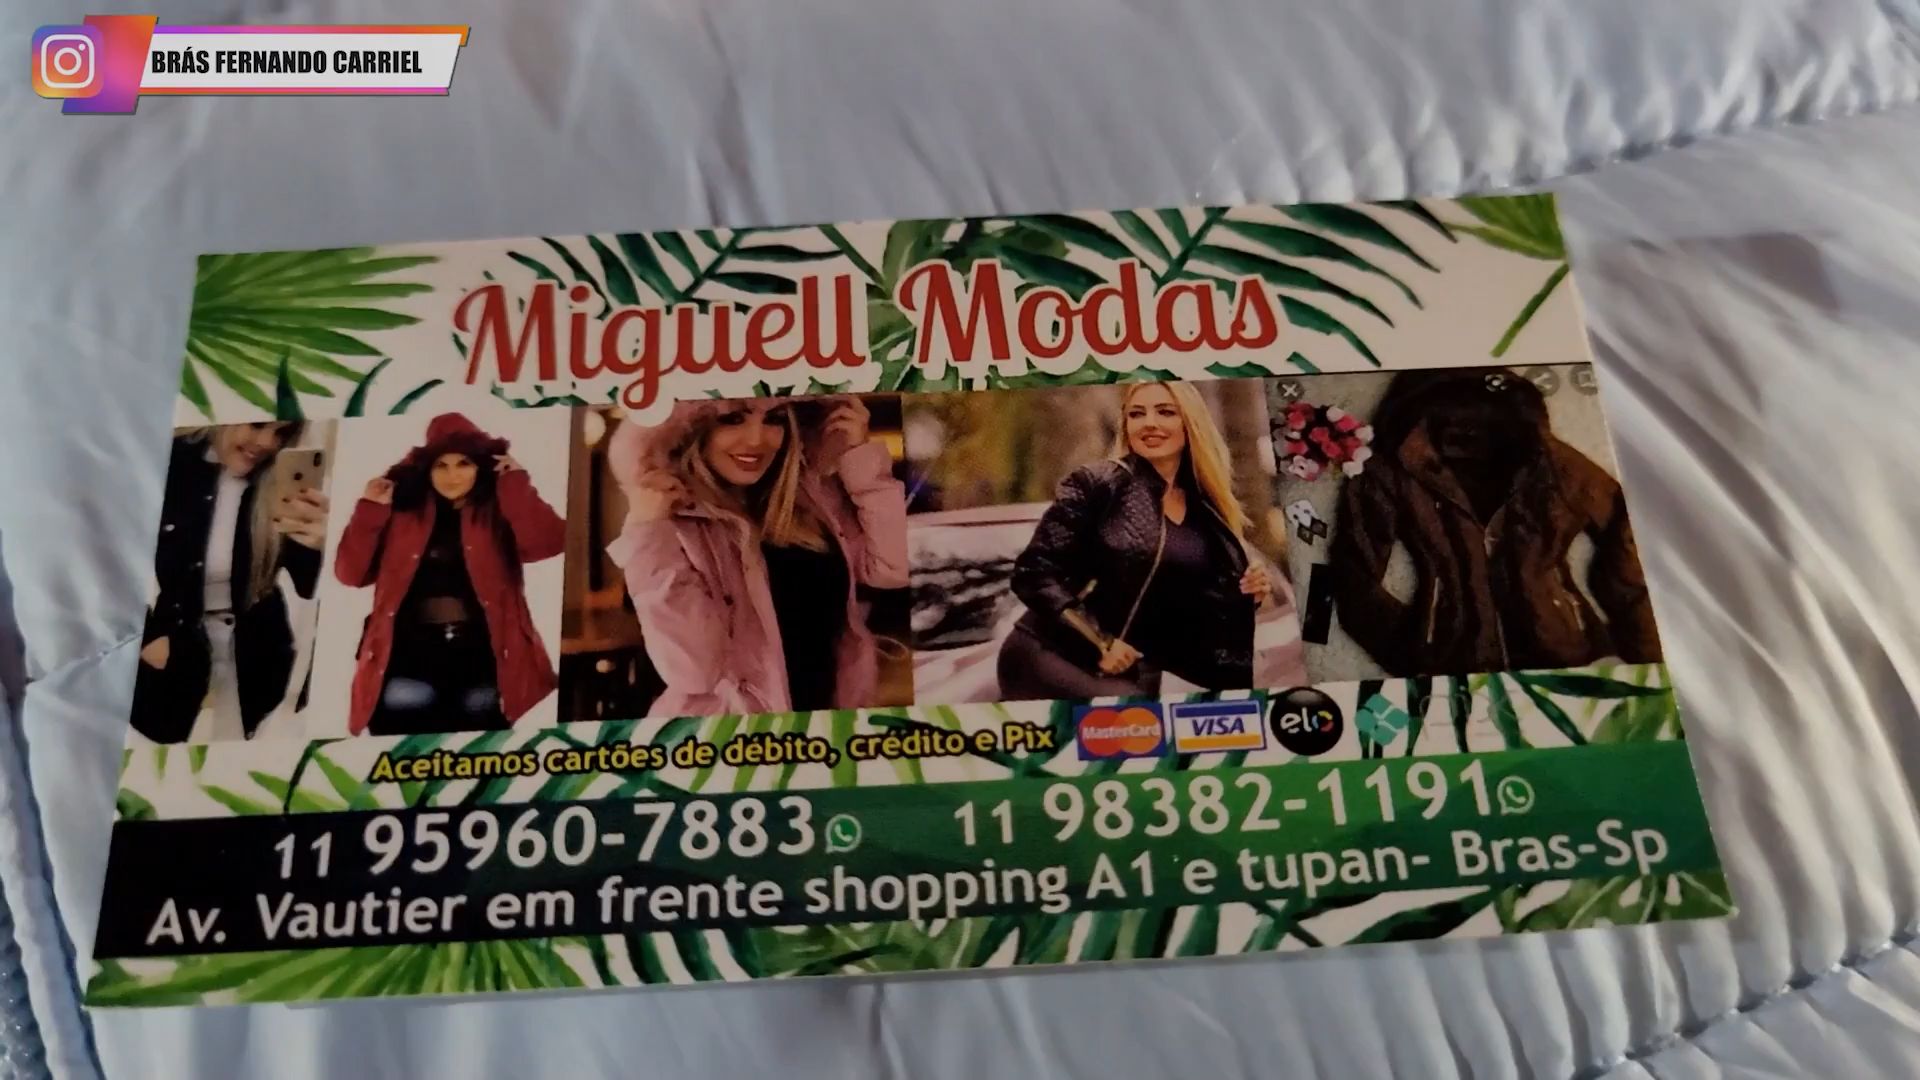 BRÁS FERNANDO CARRIEL
Miguell Modas
Aceitamos cartões de débito, crédito e Pix
MasterCard VISA elo
11 95960-7883 11 98382-1191
Av. Vautier em frente shopping A1 e tupan- Bras-Sp